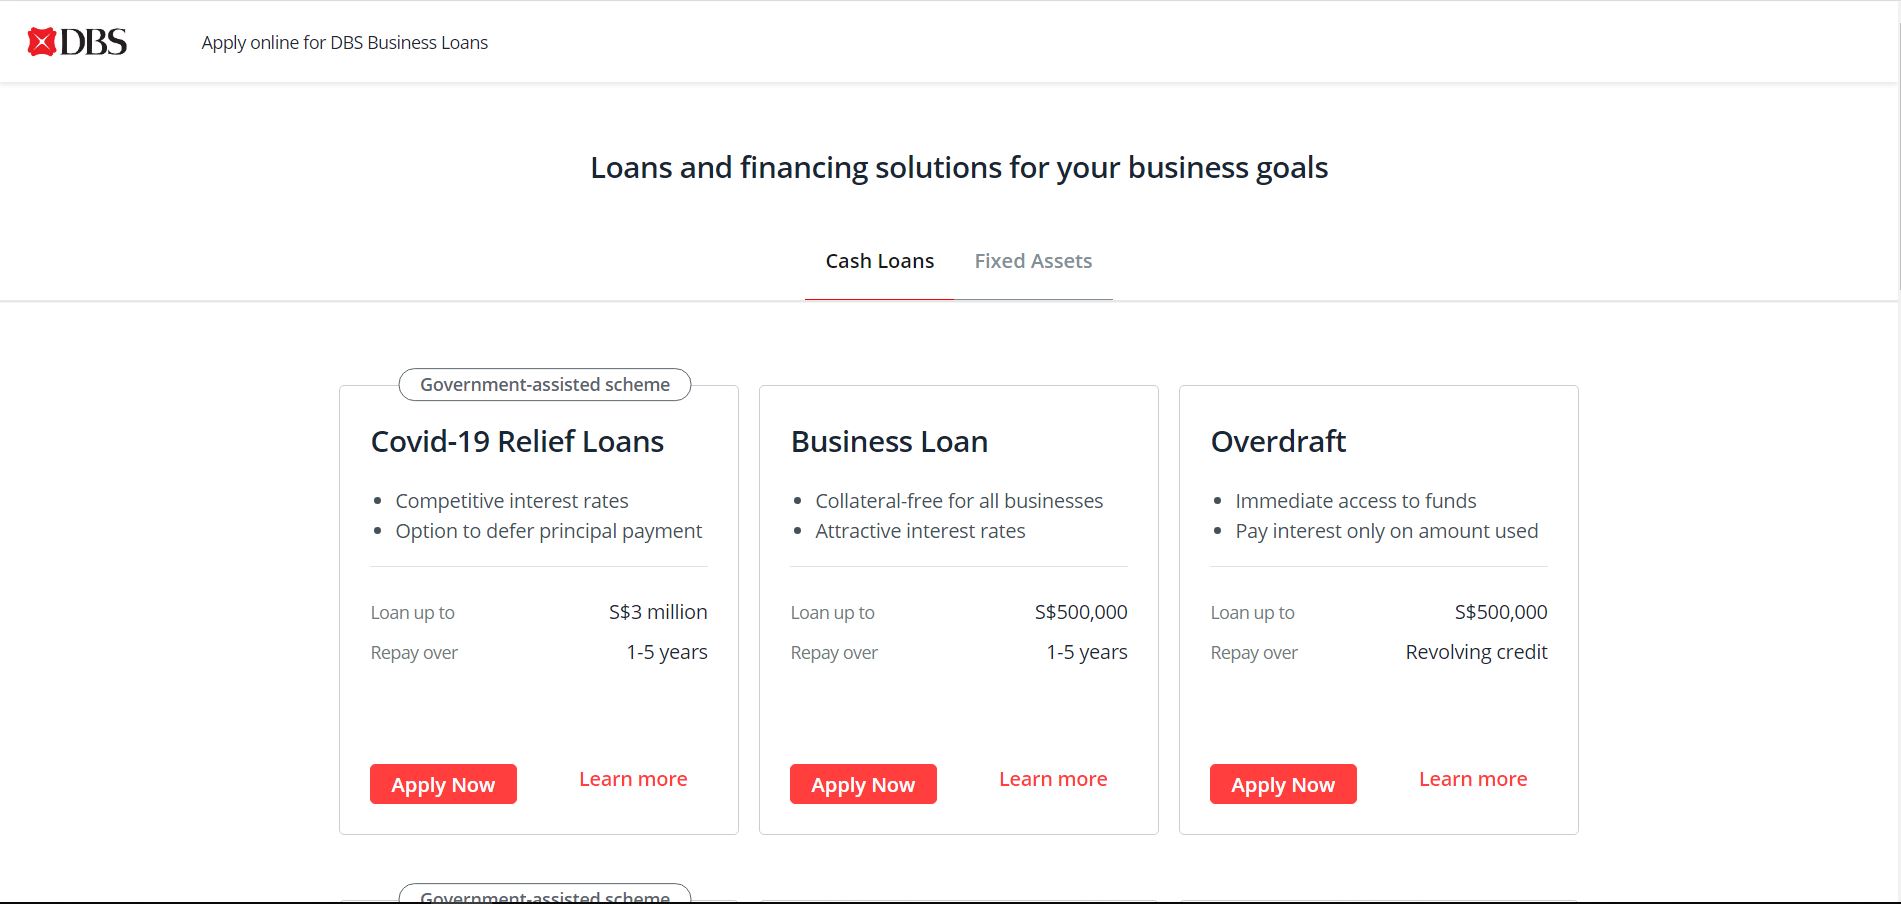 DBS
Apply online for DBS Business Loans
Loans and financing solutions for your business goals
Cash Loans
Fixed Assets
Government-assisted scheme
Covid-19 Relief Loans
• Competitive interest rates
• Option to defer principal payment
Loan up to S$3 million
Repay over 1-5 years
Apply Now
Learn more
Business Loan
• Collateral-free for all businesses
• Attractive interest rates
Loan up to S$500,000
Repay over 1-5 years
Apply Now
Learn more
Overdraft
• Immediate access to funds
• Pay interest only on amount used
Loan up to S$500,000
Repay over Revolving credit
Apply Now
Learn more
Government-assisted scheme